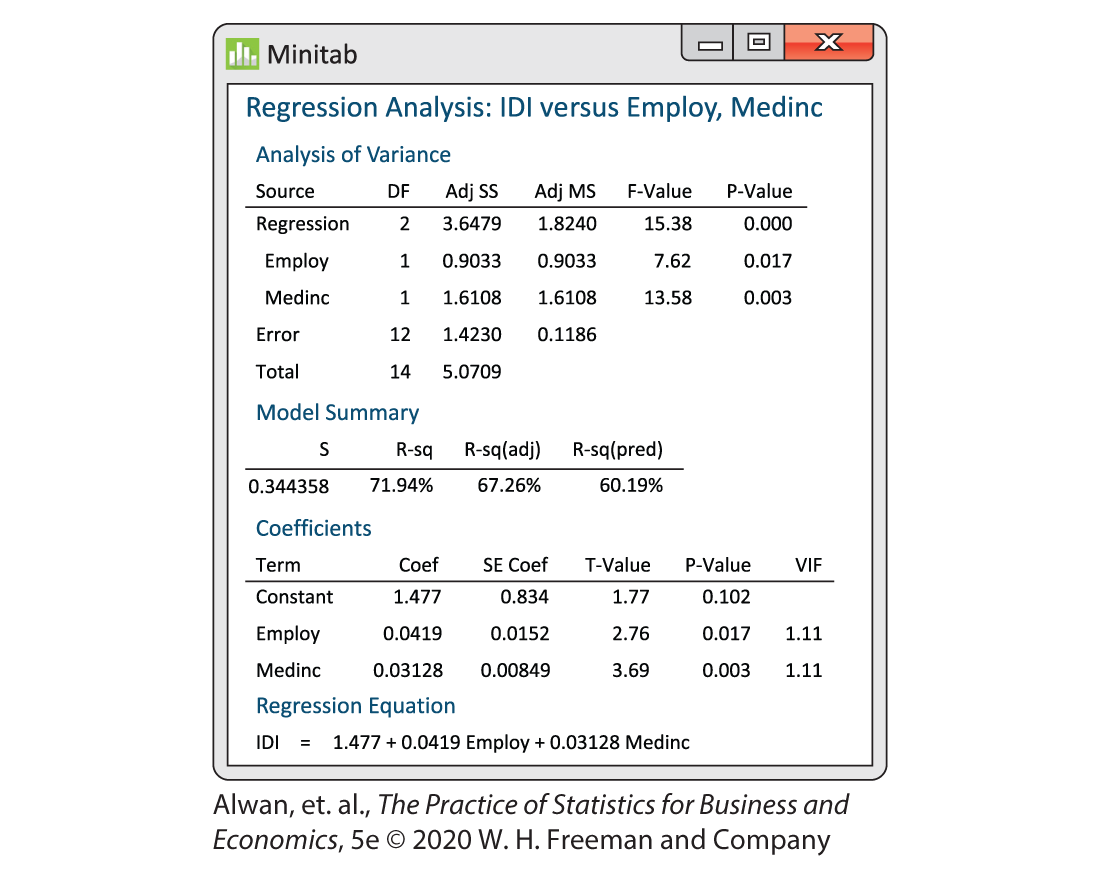 Minitab
Regression Analysis: IDI versus Employ, Medinc
Analysis of Variance
Source DF Adj SS Adj MS F-Value P-Value
Regression 2 3.6479 1.8240 15.38 0.000
Employ 1 0.9033 0.9033 7.62 0.017
Medinc 1 1.6108 1.6108 13.58 0.003
Error 12 1.4230 0.1186
Total 14 5.0709
Model Summary
S R-sq R-sq(adj) R-sq(pred)
0.344358 71.94% 67.26% 60.19%
Coefficients
Term Coef SE Coef T-Value P-Value VIF
Constant 1.477 0.834 1.77 0.102
Employ 0.0419 0.0152 2.76 0.017 1.11
Medinc 0.03128 0.00849 3.69 0.003 1.11
Regression Equation
IDI = 1.477 + 0.0419 Employ + 0.03128 Medinc
Alwan, et. al., The Practice of Statistics for Business and
Economics, 5e © 2020 W. H. Freeman and Company